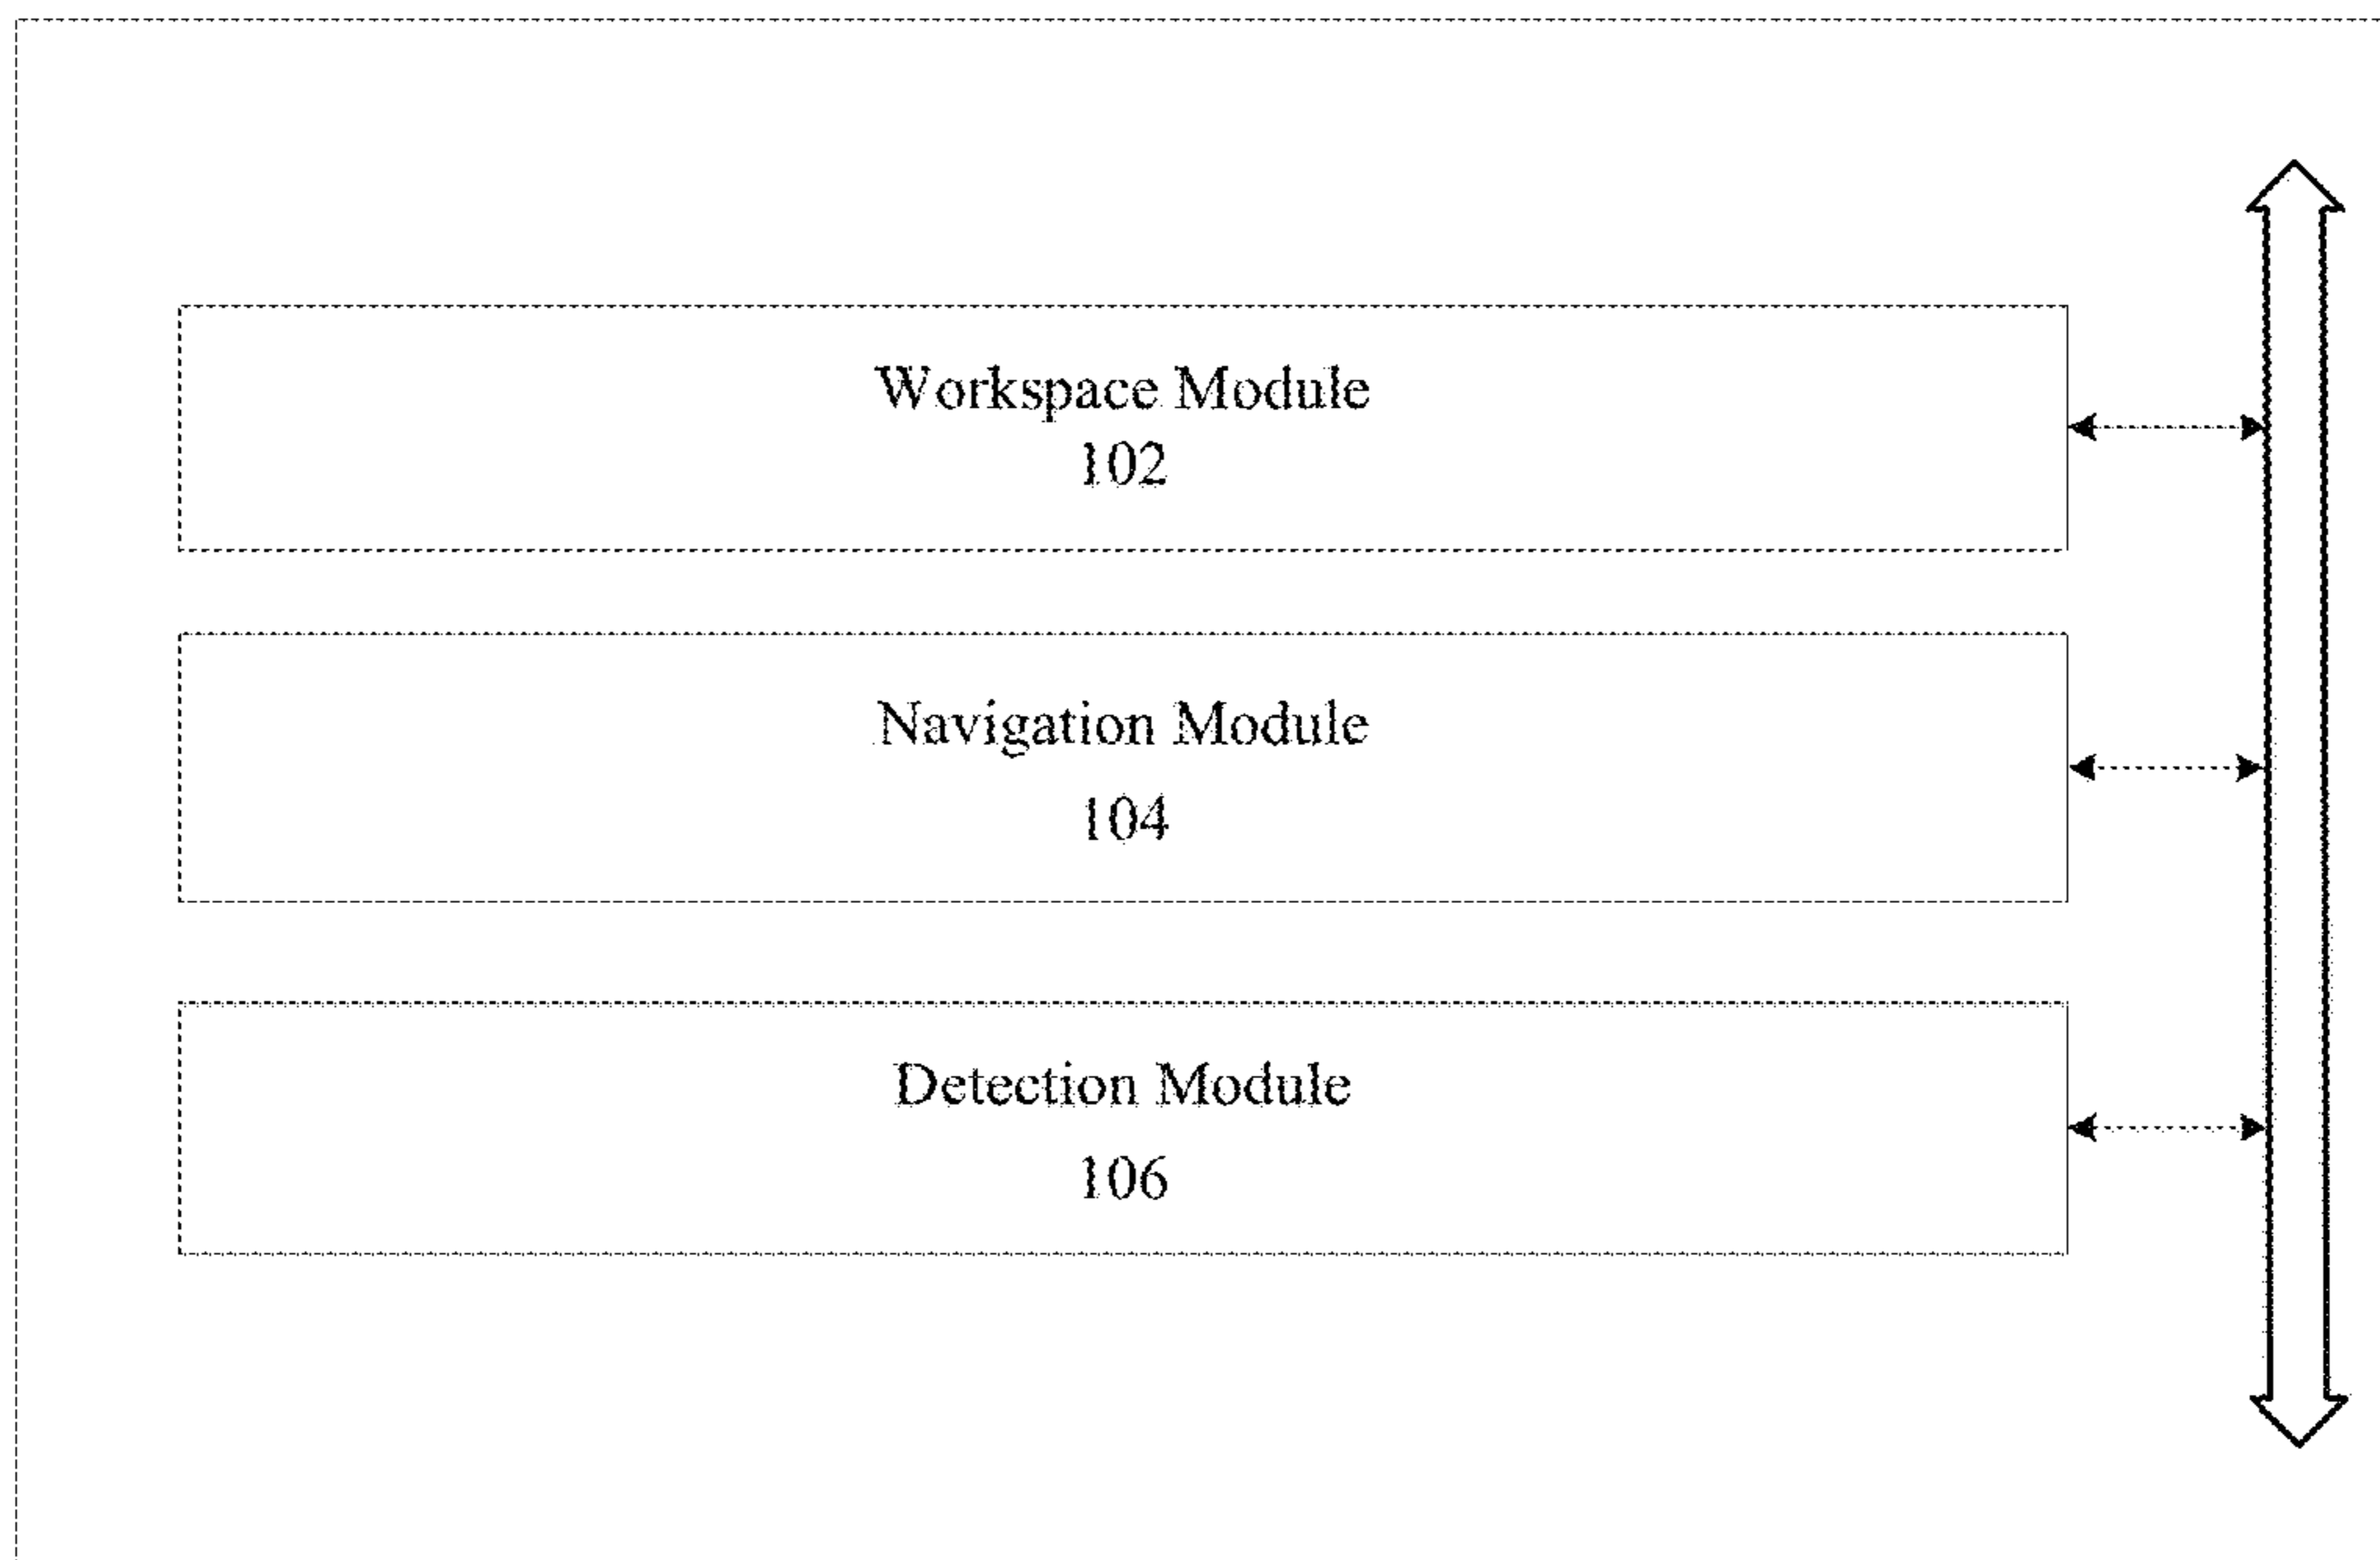 Workspace Module
102
Navigation Module
104
Detection Module
106